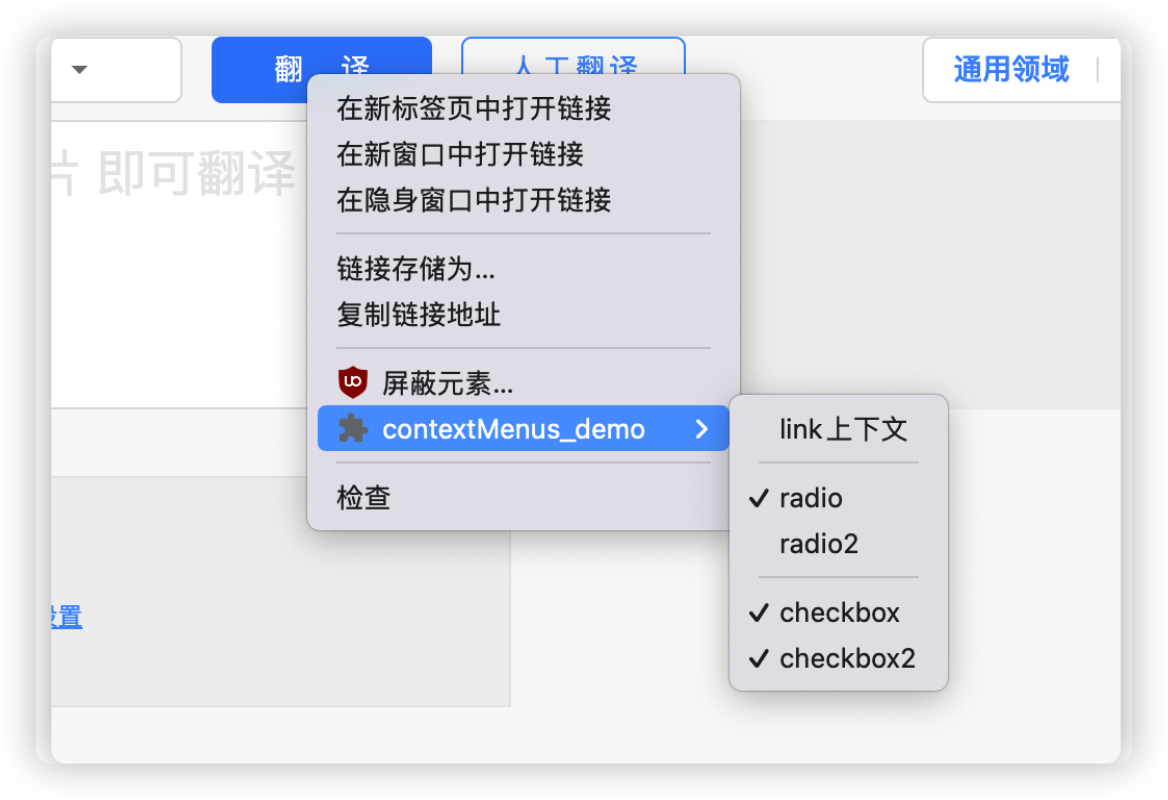 翻 译
人工翻译
通用领域
片 即可翻译
在新标签页中打开链接
在新窗口中打开链接
在隐身窗口中打开链接
链接存储为...
复制链接地址
屏蔽元素...
contextMenus_demo
检查
link上下文
radio
radio2
checkbox
checkbox2
设置